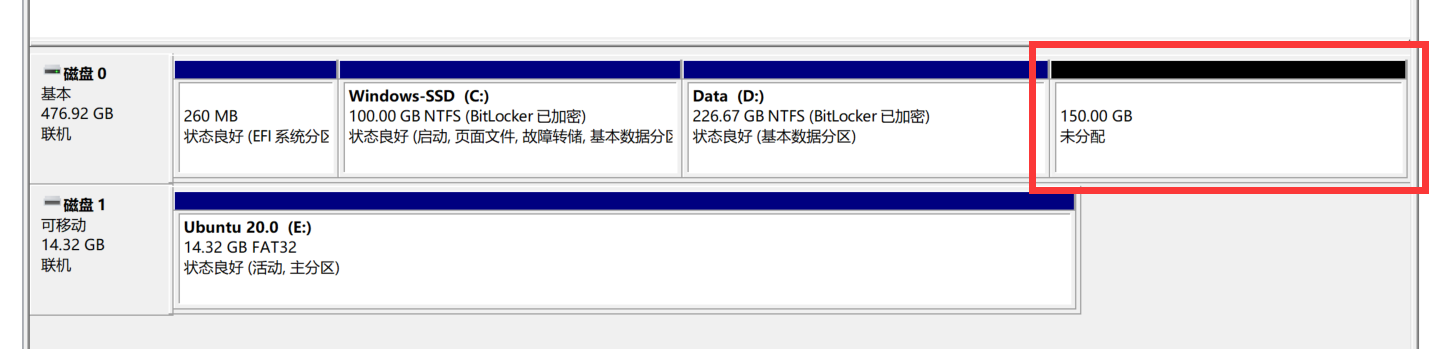 磁盘 0
基本
476.92 GB
联机
260 MB
状态良好 (EFI 系统分区
Windows-SSD (C:)
100.00 GB NTFS (BitLocker 已加密)
状态良好 (启动, 页面文件, 故障转储, 基本数据分区
Data (D:)
226.67 GB NTFS (BitLocker 已加密)
状态良好 (基本数据分区)
150.00 GB
未分配
磁盘 1
可移动
14.32 GB
联机
Ubuntu 20.0 (E:)
14.32 GB FAT32
状态良好 (活动, 主分区)